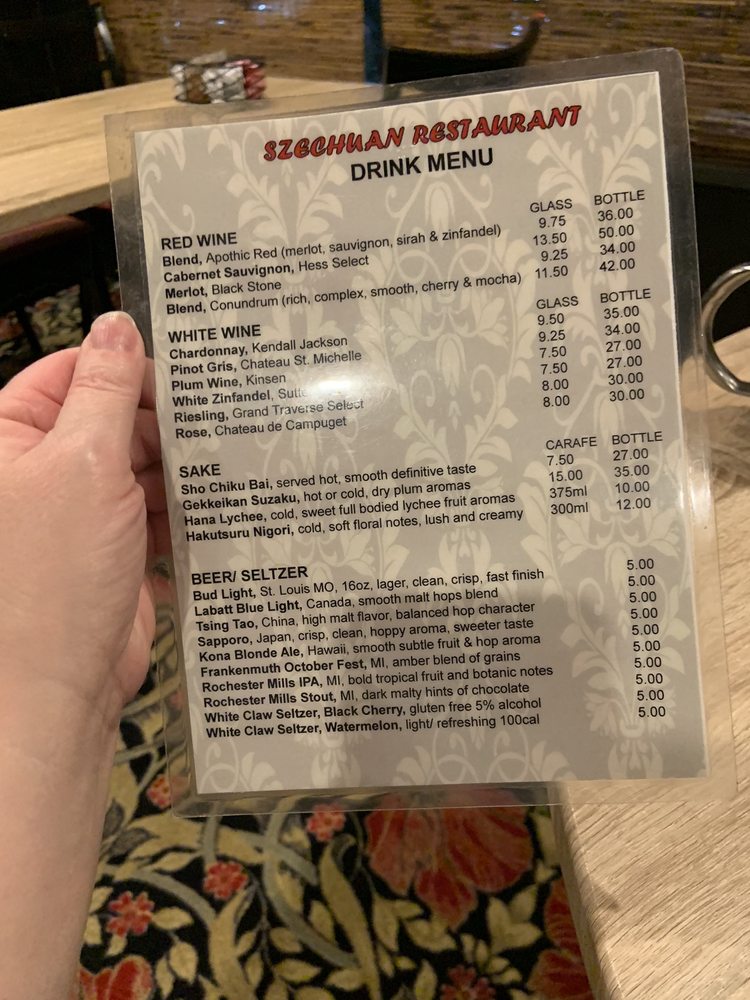 SZECHUAN RESTAURANT
DRINK MENU
RED WINE GLASS BOTTLE
Blend, Apothic Red (merlot, sauvignon, sirah & zinfandel) 9.75 36.00
Cabernet Sauvignon, Hess Select 13.50 50.00
Merlot, Black Stone 9.25 34.00
Blend, Conundrum (rich, complex, smooth, cherry & mocha) 11.50 42.00
WHITE WINE GLASS BOTTLE
Chardonnay, Kendall Jackson 9.50 35.00
Pinot Gris, Chateau St. Michelle 9.25 34.00
Plum Wine, Kinsen 7.50 27.00
White Zinfandel, 7.50 27.00
Riesling, Grand Traverse Select 8.00 30.00
Rose, Chateau de Campuget 8.00 30.00
SAKE CARAFE BOTTLE
Sho Chiku Bai, served hot, smooth definitive taste 7.50 27.00
Gekkeikan Suzaku, hot or cold, dry plum aromas 15.00 35.00
Hana Lychee, cold, sweet full bodied lychee fruit aromas 375ml 10.00
Hakutsuru Nigori, cold, soft floral notes, lush and creamy 300ml 12.00
BEER/ SELTZER
Bud Light, St. Louis MO, 16oz, lager, clean, crisp, fast finish 5.00
Labatt Blue Light, Canada, smooth malt hops blend 5.00
Tsing Tao, China, high malt flavor, balanced hop character 5.00
Sapporo, Japan, crisp, clean, hoppy aroma, sweeter taste 5.00
Kona Blonde Ale, Hawaii, smooth subtle fruit & hop aroma 5.00
Frankenmuth October Fest, MI, amber blend of grains 5.00
Rochester Mills IPA, MI, bold tropical fruit and botanic notes 5.00
Rochester Mills Stout, MI, dark malty hints of chocolate 5.00
White Claw Seltzer, Black Cherry, gluten free 5% alcohol 5.00
White Claw Seltzer, Watermelon, light/ refreshing 100cal 5.00